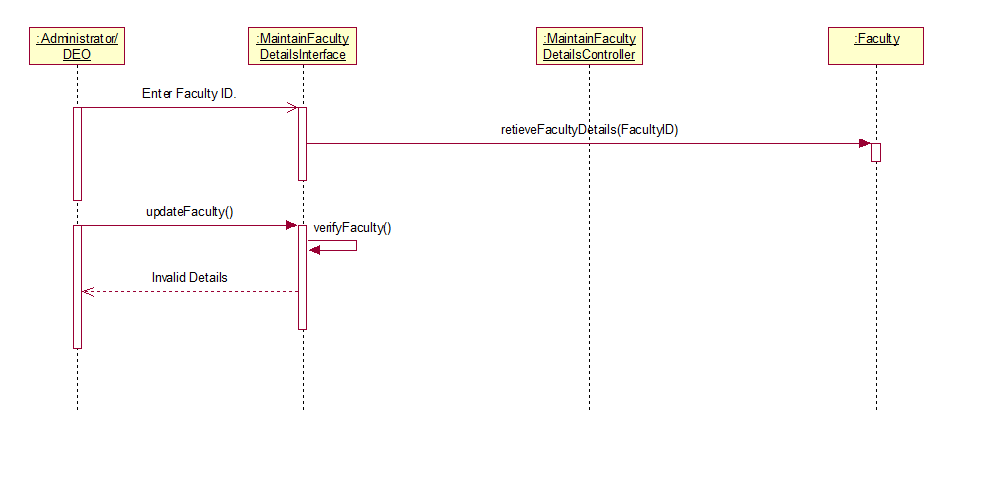 :Administrator/
DEO
:MaintainFaculty
DetailsInterface
:MaintainFaculty
DetailsController
:Faculty
Enter Faculty ID.
retieveFacultyDetails(FacultyID)
updateFaculty()
verifyFaculty()
Invalid Details